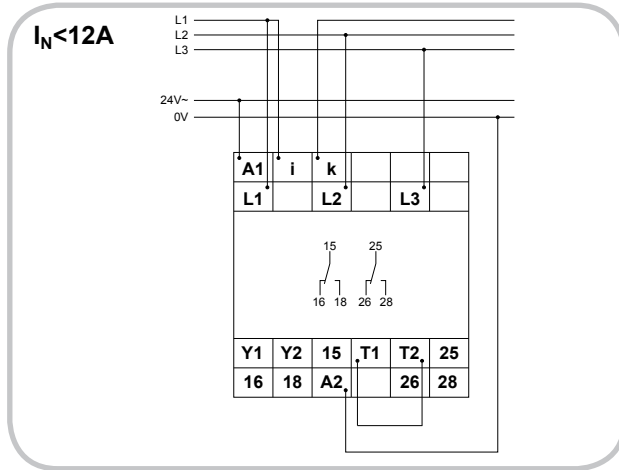 I_N<12A
L1
L2
L3
24V~
0V
A1 i k
L1 L2 L3
15 25
16 18 26 28
Y1 Y2 15 T1 T2 25
16 18 A2 26 28